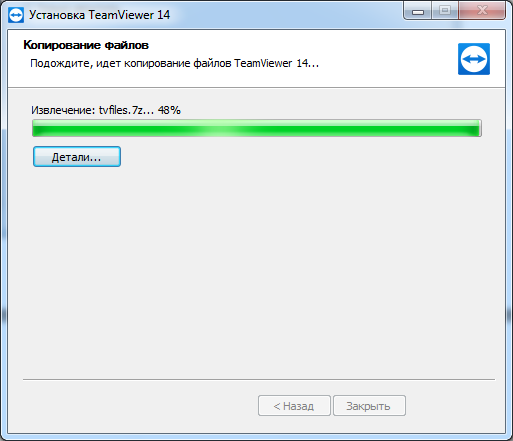 Установка TeamViewer 14
Копирование файлов
Подождите, идет копирование файлов TeamViewer 14...
Извлечение: tvfiles.7z... 48%
Детали...
< Назад
Закрыть